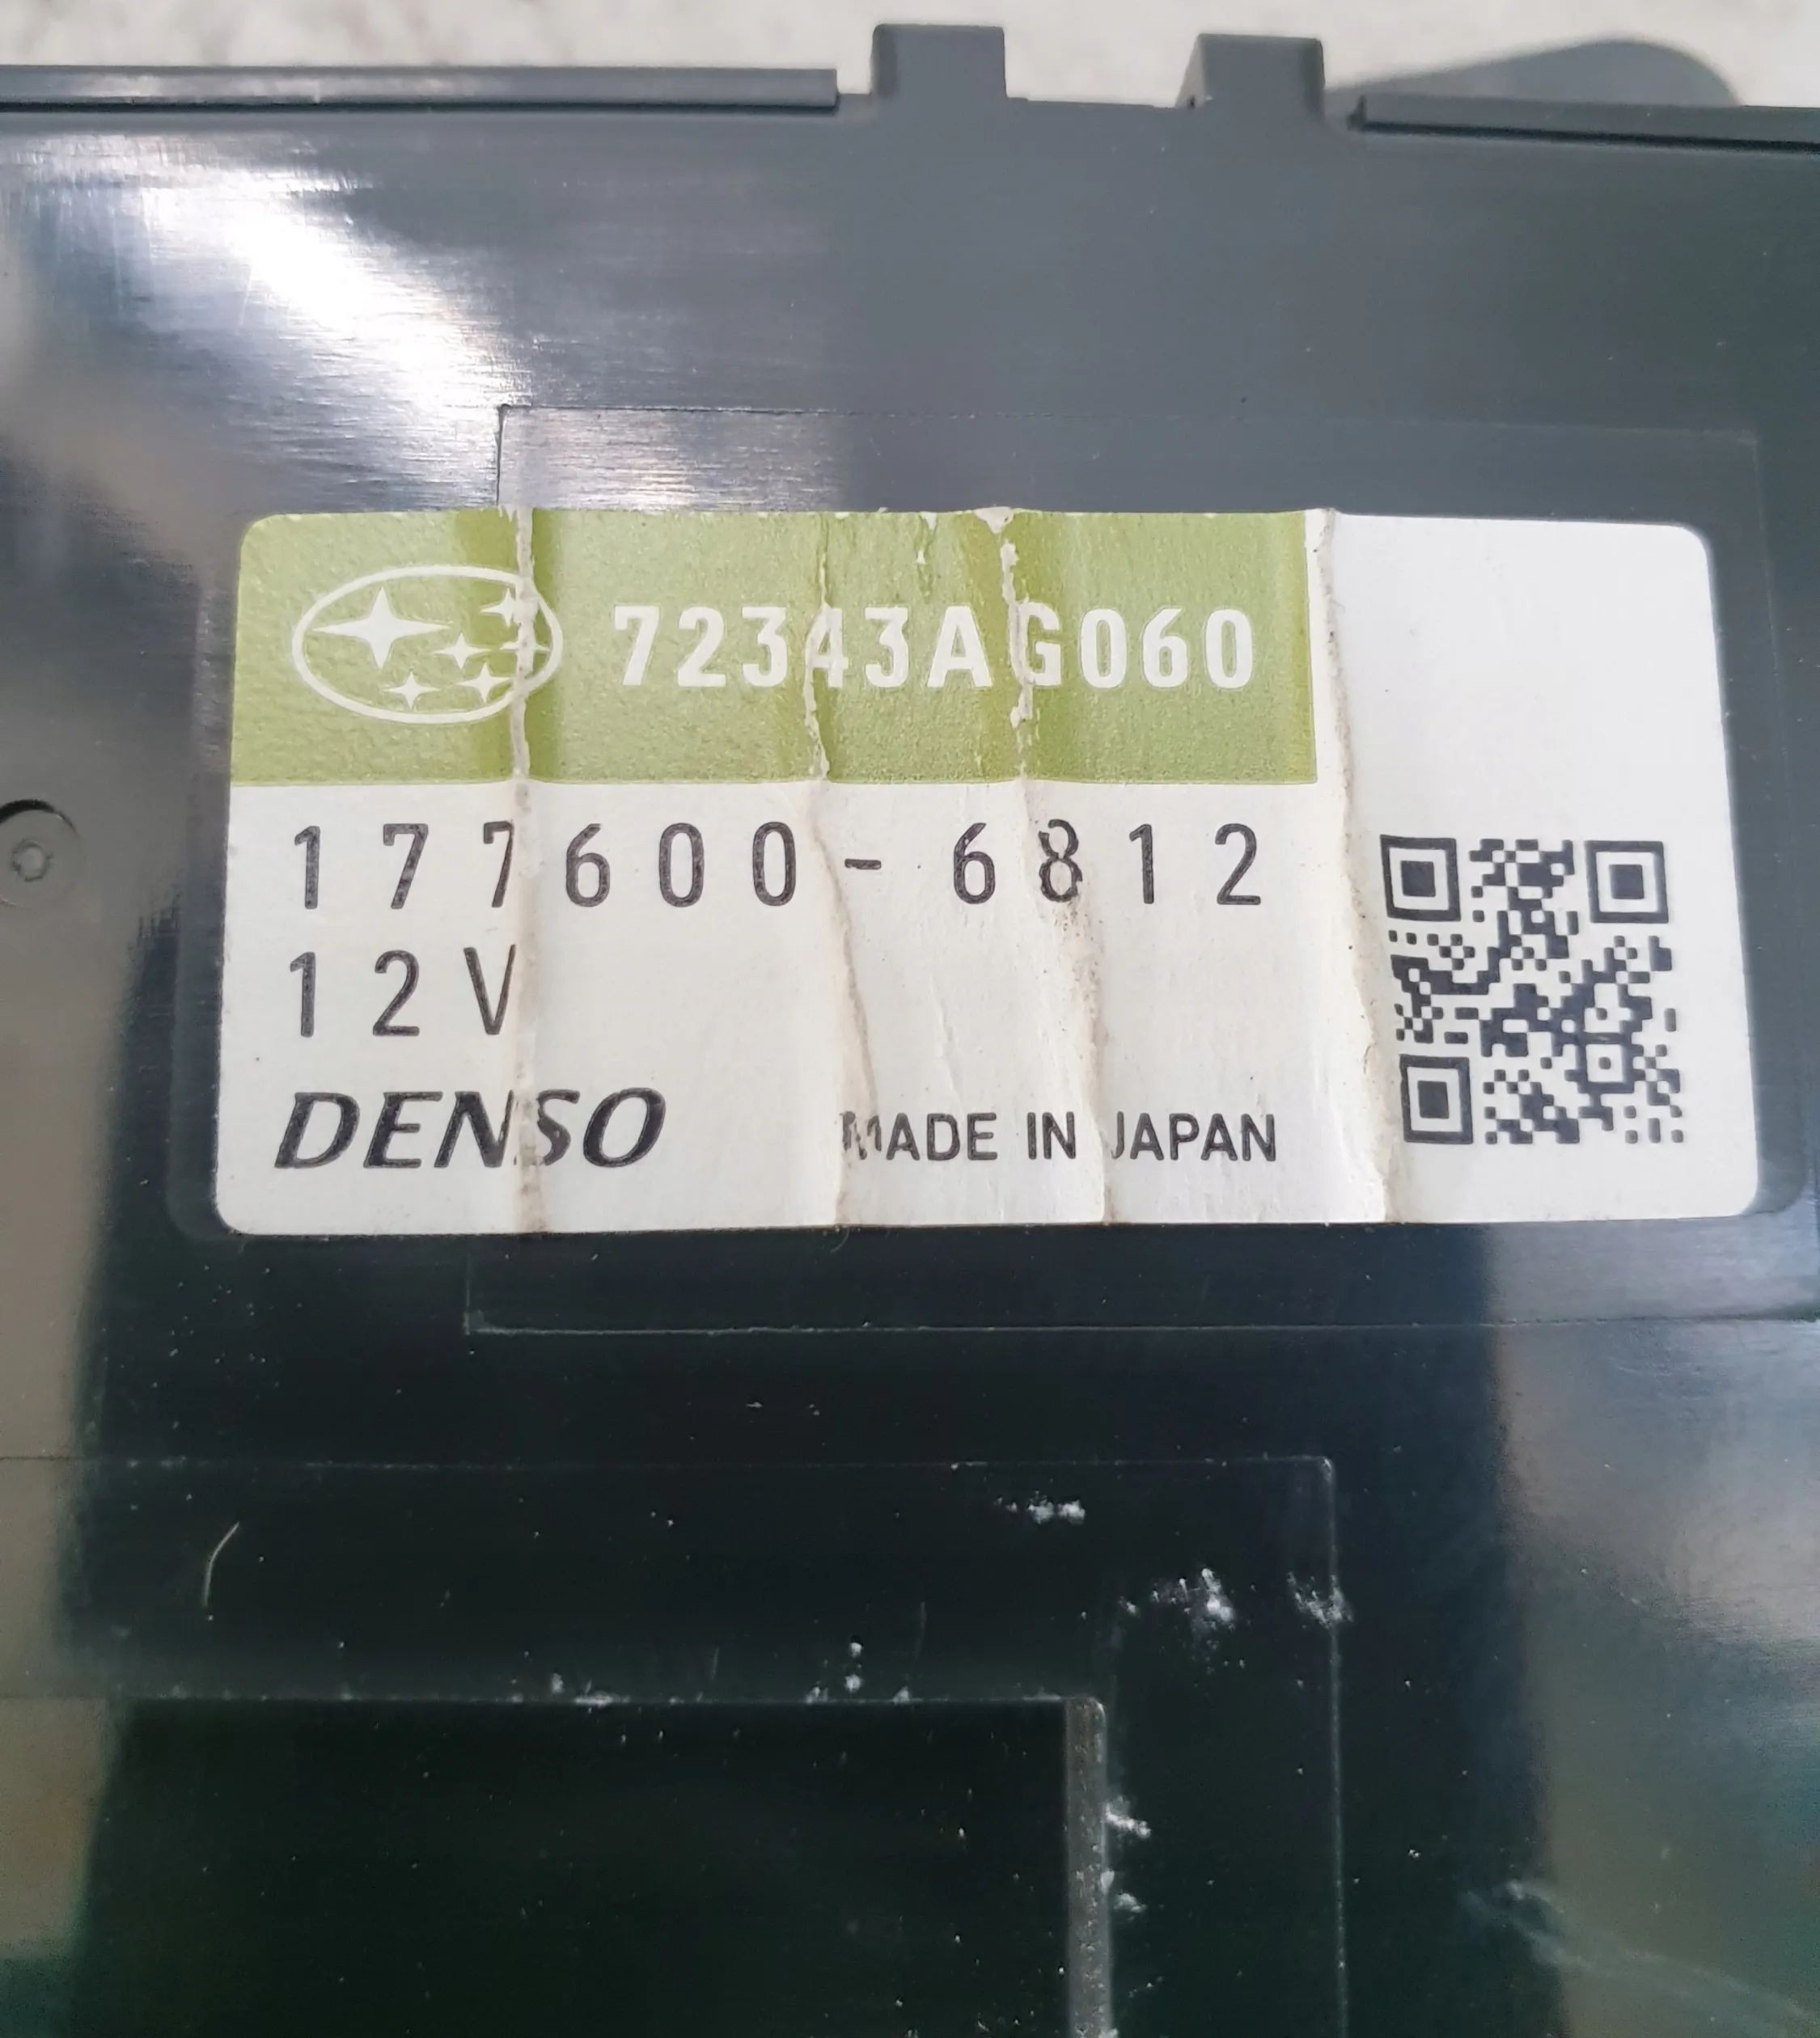 72343AG060
177600-6812
12V
DENSO MADE IN JAPAN